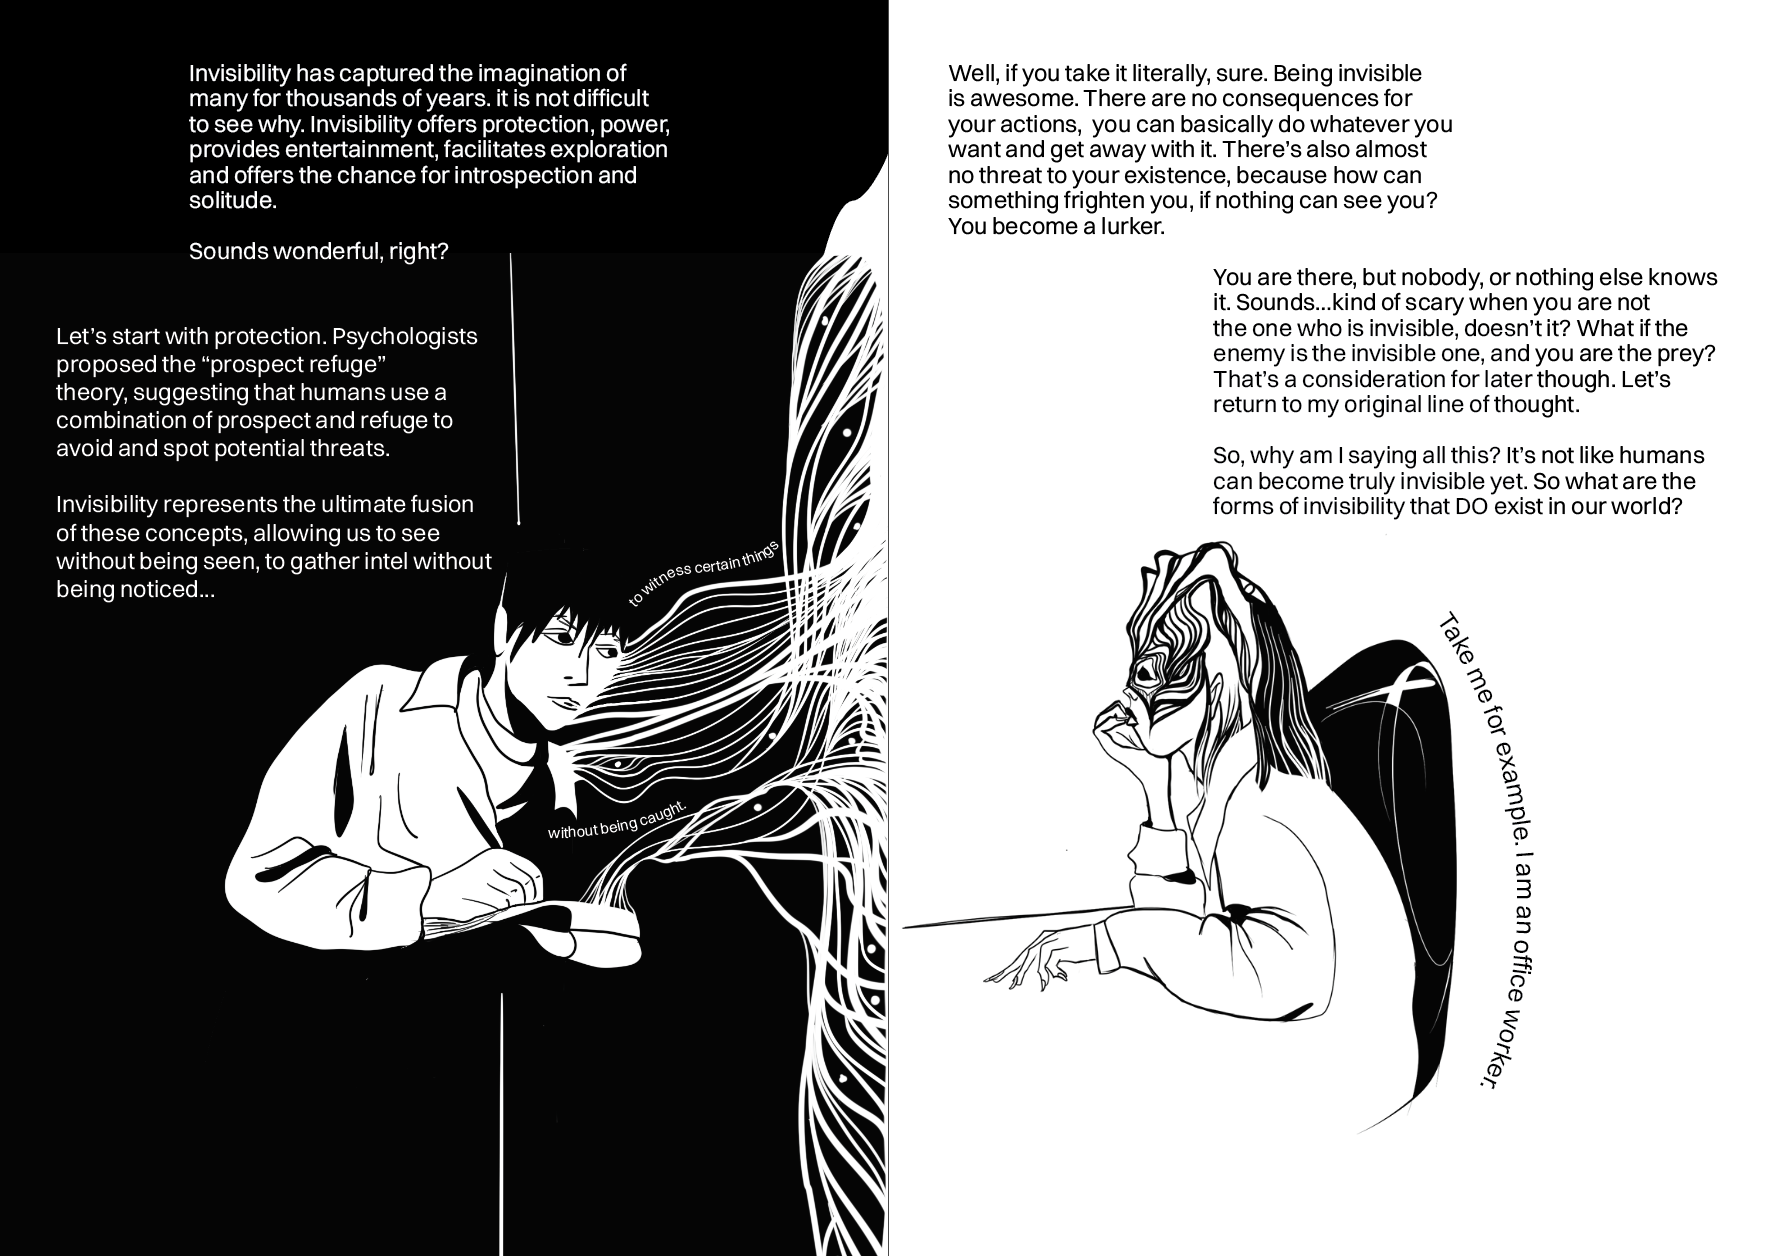 Invisibility has captured the imagination of
many for thousands of years. it is not difficult
to see why. Invisibility offers protection, power,
provides entertainment, facilitates exploration
and offers the chance for introspection and
solitude.
Sounds wonderful, right?
Let's start with protection. Psychologists
proposed the “prospect refuge”
theory, suggesting that humans use a
combination of prospect and refuge to
avoid and spot potential threats.
Invisibility represents the ultimate fusion
of these concepts, allowing us to see
without being seen, to gather intel without
being noticed...
to witness certain things
without being caught.
Well, if you take it literally, sure. Being invisible
is awesome. There are no consequences for
your actions,  you can basically do whatever you
want and get away with it. There's also almost
no threat to your existence, because how can
something frighten you, if nothing can see you?
You become a lurker.
You are there, but nobody, or nothing else knows
it. Sounds...kind of scary when you are not
the one who is invisible, doesn't it? What if the
enemy is the invisible one, and you are the prey?
That's a consideration for later though. Let's
return to my original line of thought.
So, why am I saying all this? It's not like humans
can become truly invisible yet. So what are the
forms of invisibility that DO exist in our world?
Take me for example. I am an office worker.